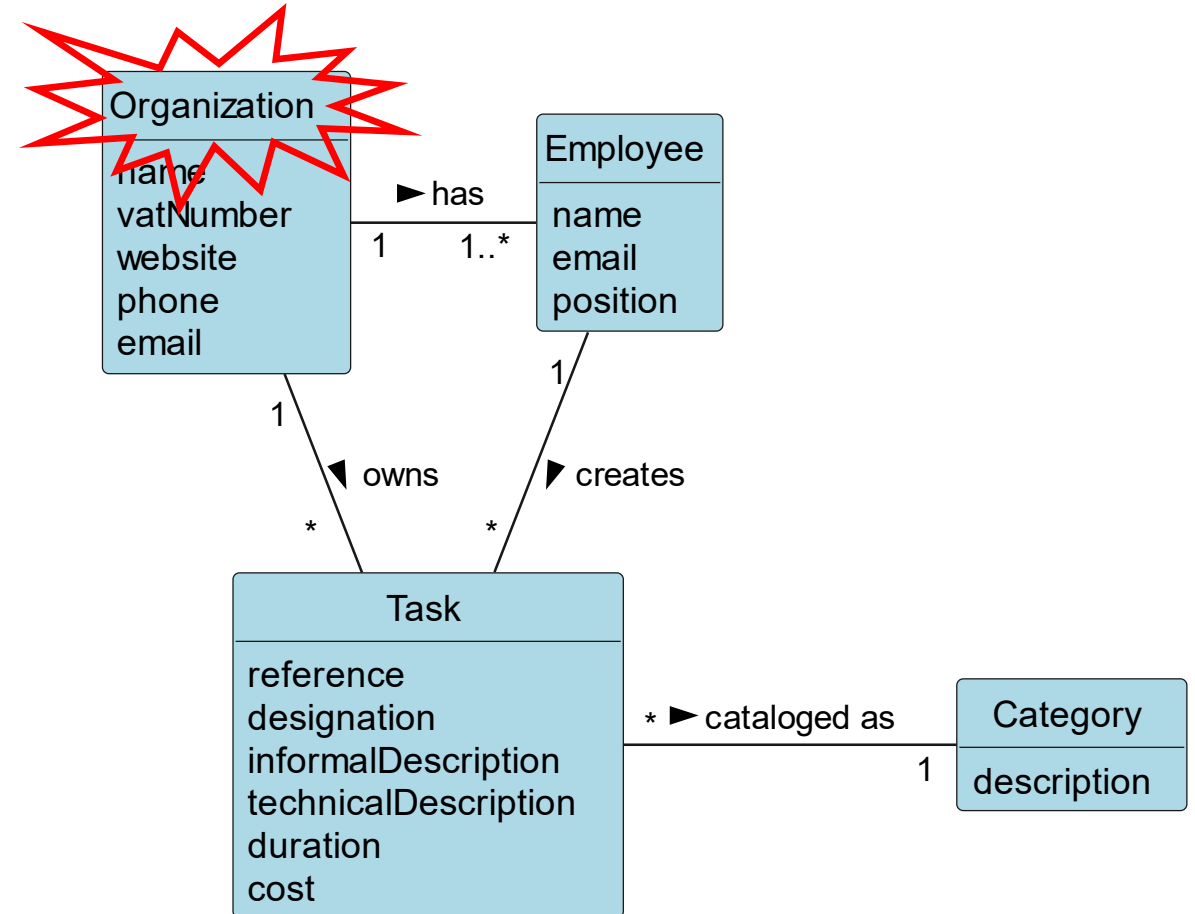 Organization
name
vatNumber
website
phone
email
has
1
1..*
Employee
name
email
position
1
owns
*
1
creates
*
Task
reference
designation
informalDescription
technicalDescription
duration
cost
* cataloged as
1
Category
description